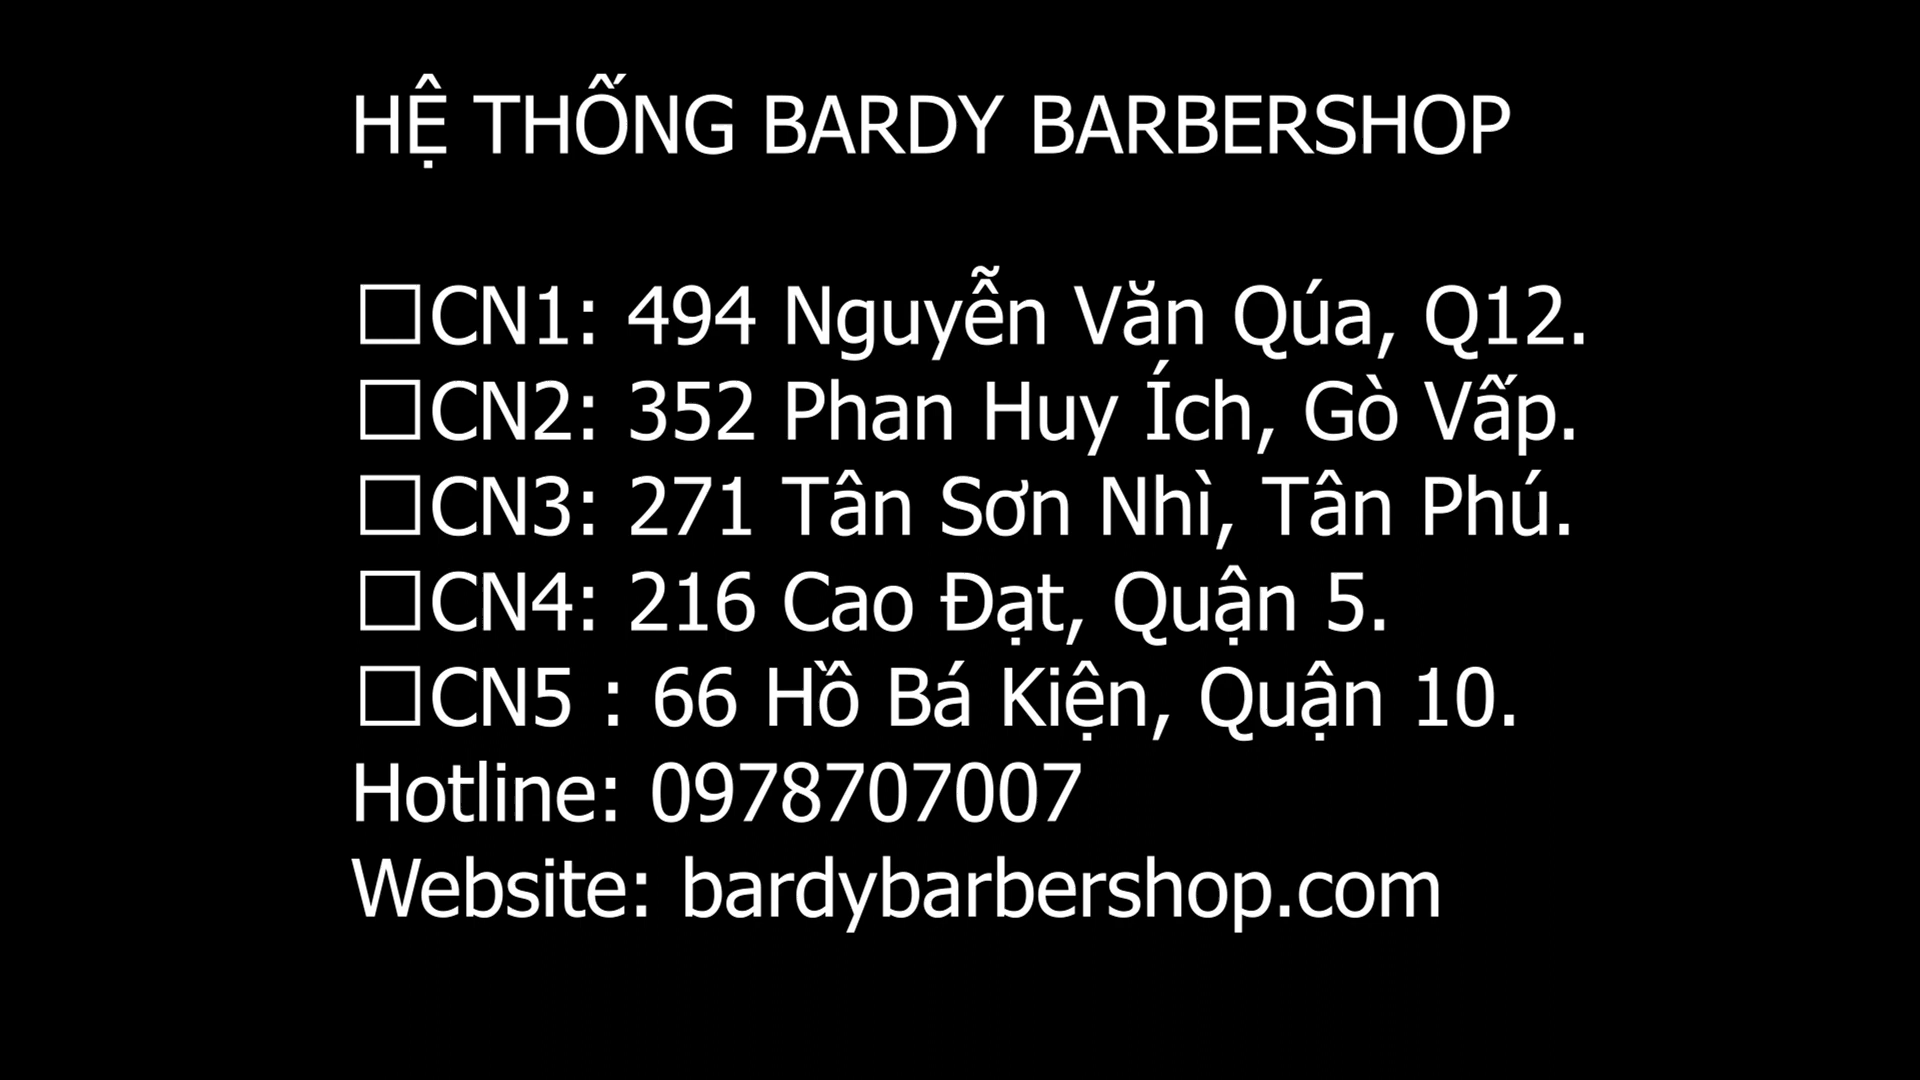 HỆ THỐNG BARDY BARBERSHOP
☐CN1: 494 Nguyễn Văn Qúa, Q12.
☐CN2: 352 Phan Huy Ích, Gò Vấp.
☐CN3: 271 Tân Sơn Nhì, Tân Phú.
☐CN4: 216 Cao Đạt, Quận 5.
☐CN5 : 66 Hồ Bá Kiện, Quận 10.
Hotline: 0978707007
Website: bardybarbershop.com